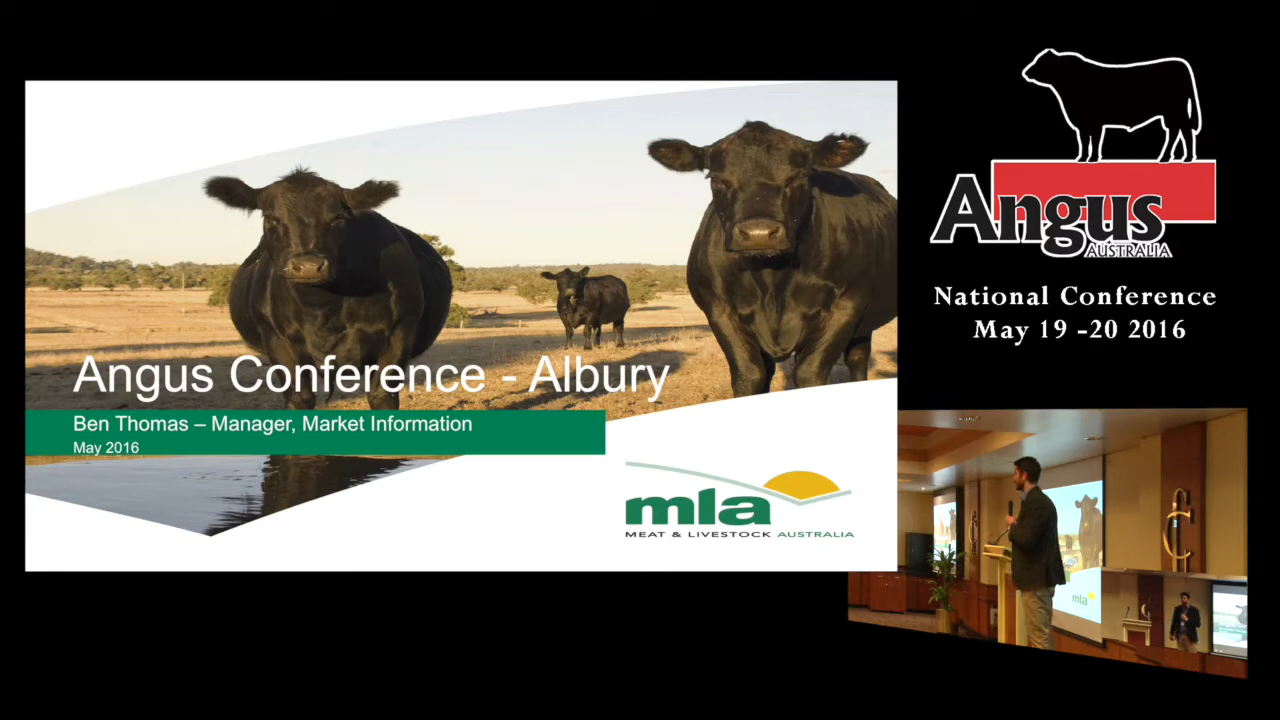 Angus Conference - Albury
Ben Thomas – Manager, Market Information
May 2016
mla
MEAT & LIVESTOCK AUSTRALIA
Angus
AUSTRALIA
National Conference
May 19 -20 2016
mla